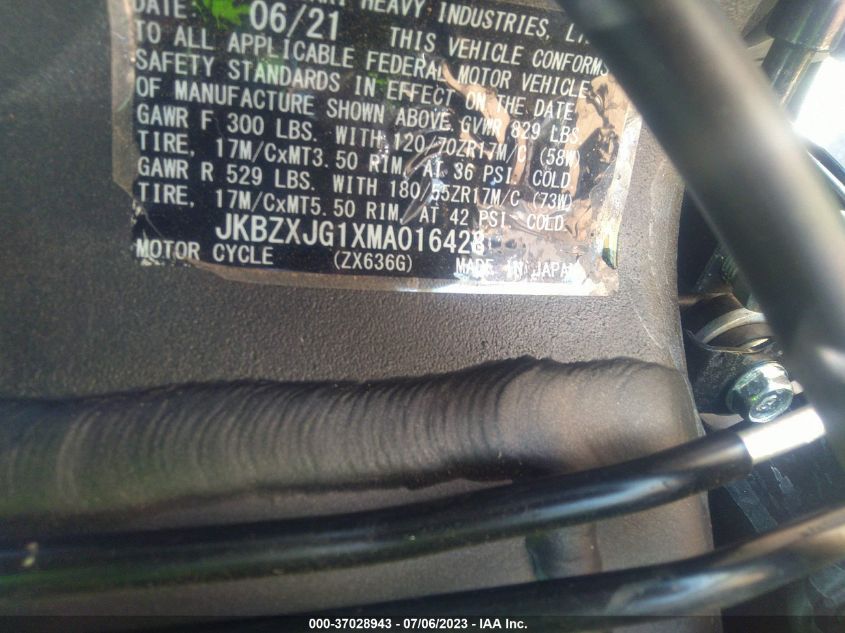 HEAVY INDUSTRIES,
DATE: 06/21 THIS VEHICLE CONFORMS
TO ALL APPLICABLE FEDERAL MOTOR VEHICLE
SAFETY STANDARDS IN EFFECT ON THE DATE
OF MANUFACTURE SHOWN ABOVE GVWR 829 LBS
GAWR F 300 LBS. WITH 120/70ZR17M/C (58W)
TIRE, 17M/CxMT3.50 RIM, AT 36 PSI COLD
GAWR R 529 LBS. WITH 180/55ZR17M/C (73W)
TIRE, 17M/CxMT5.50 RIM, AT 42 PSI COLD
JKBZXJG1XMA016428
MOTOR CYCLE (ZX636G) MADE IN JAPAN
000-37028943 - 07/06/2023 - IAA Inc.